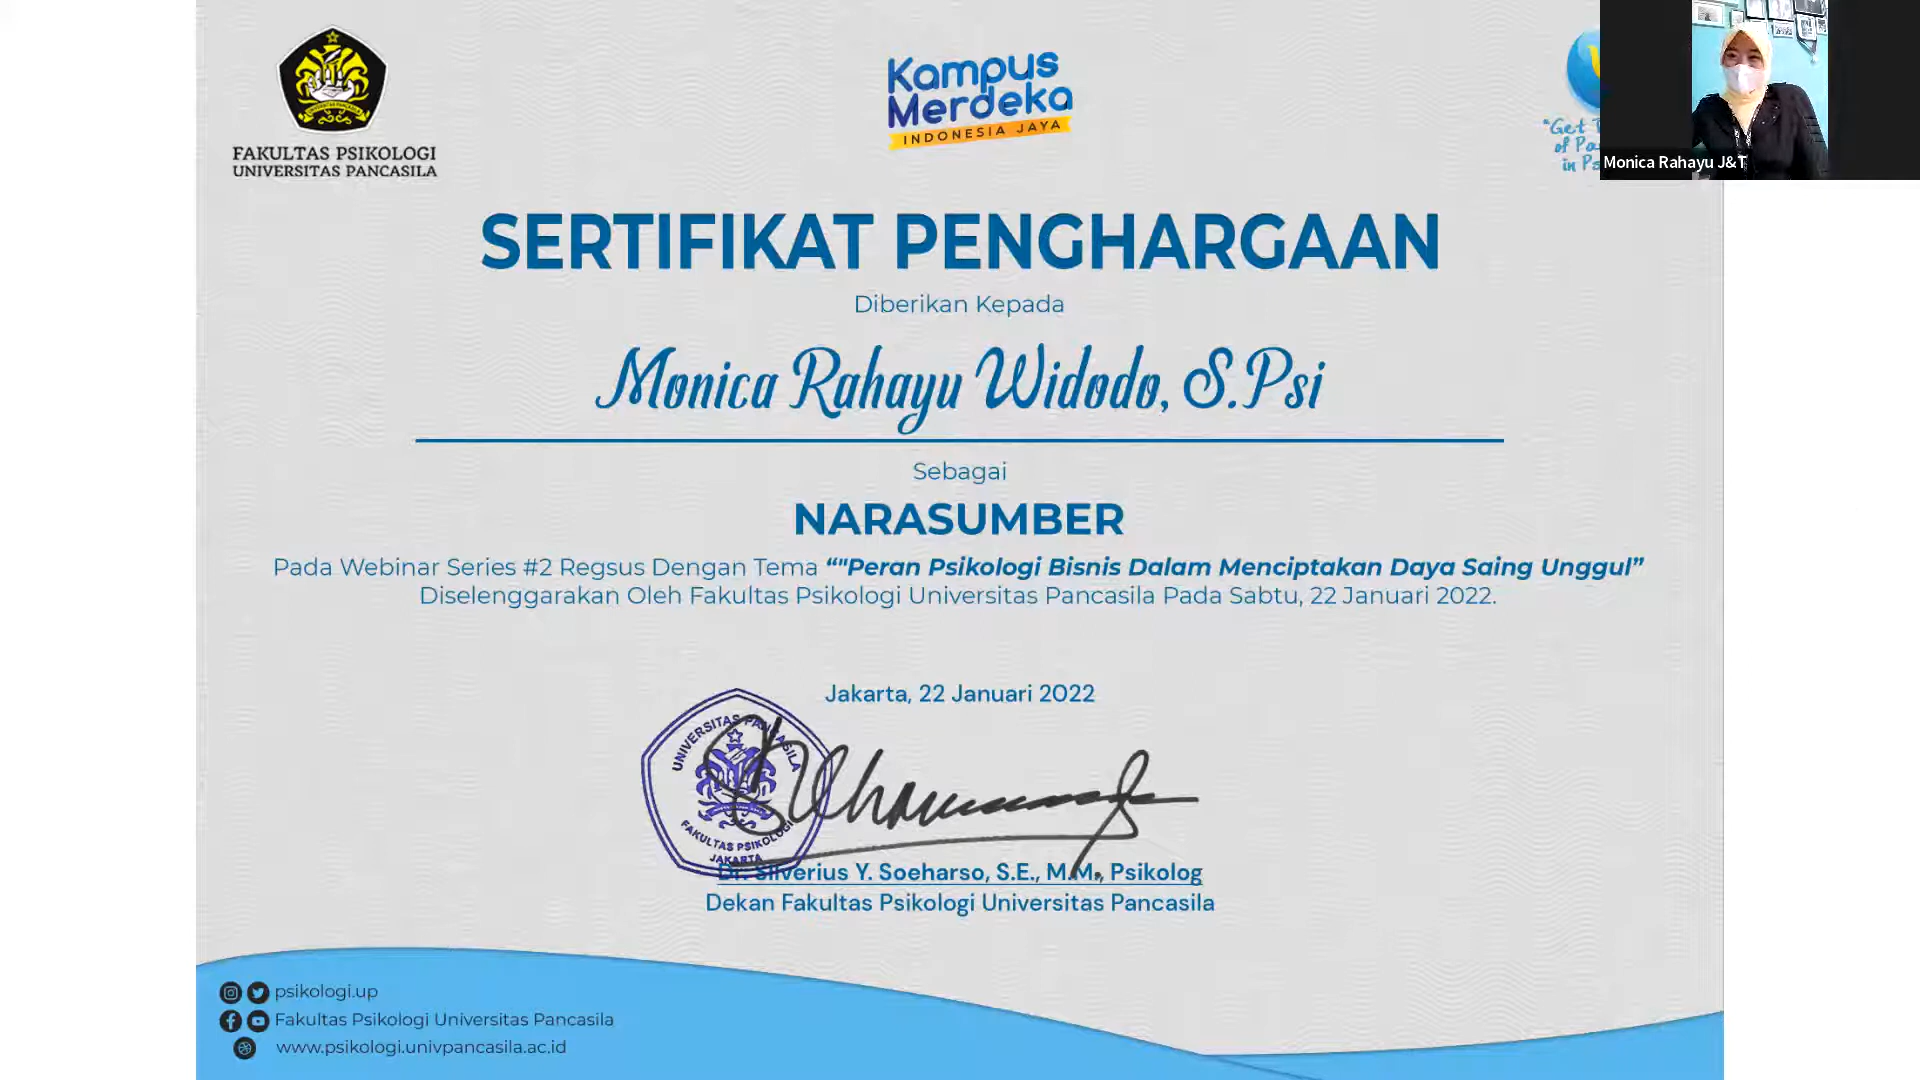 FAKULTAS PSIKOLOGI
UNIVERSITAS PANCASILA
Kampus
Merdeka
INDONESIA JAYA
"Get
of
in
Monica Rahayu J&T
SERTIFIKAT PENGHARGAAN
Diberikan Kepada
Monica Rahayu Widodo, S.Psi
Sebagai
NARASUMBER
Pada Webinar Series #2 Regsus Dengan Tema “"Peran Psikologi Bisnis Dalam Menciptakan Daya Saing Unggul”
Diselenggarakan Oleh Fakultas Psikologi Universitas Pancasila Pada Sabtu, 22 Januari 2022.
Jakarta, 22 Januari 2022
UNIVERSITAS PANCASILA
FAKULTAS PSIKOLOGI
JAKARTA
Dr. Silverius Y. Soeharso, S.E., M.M., Psikolog
Dekan Fakultas Psikologi Universitas Pancasila
psikologi.up
Fakultas Psikologi Universitas Pancasila
www.psikologi.univpancasila.ac.id